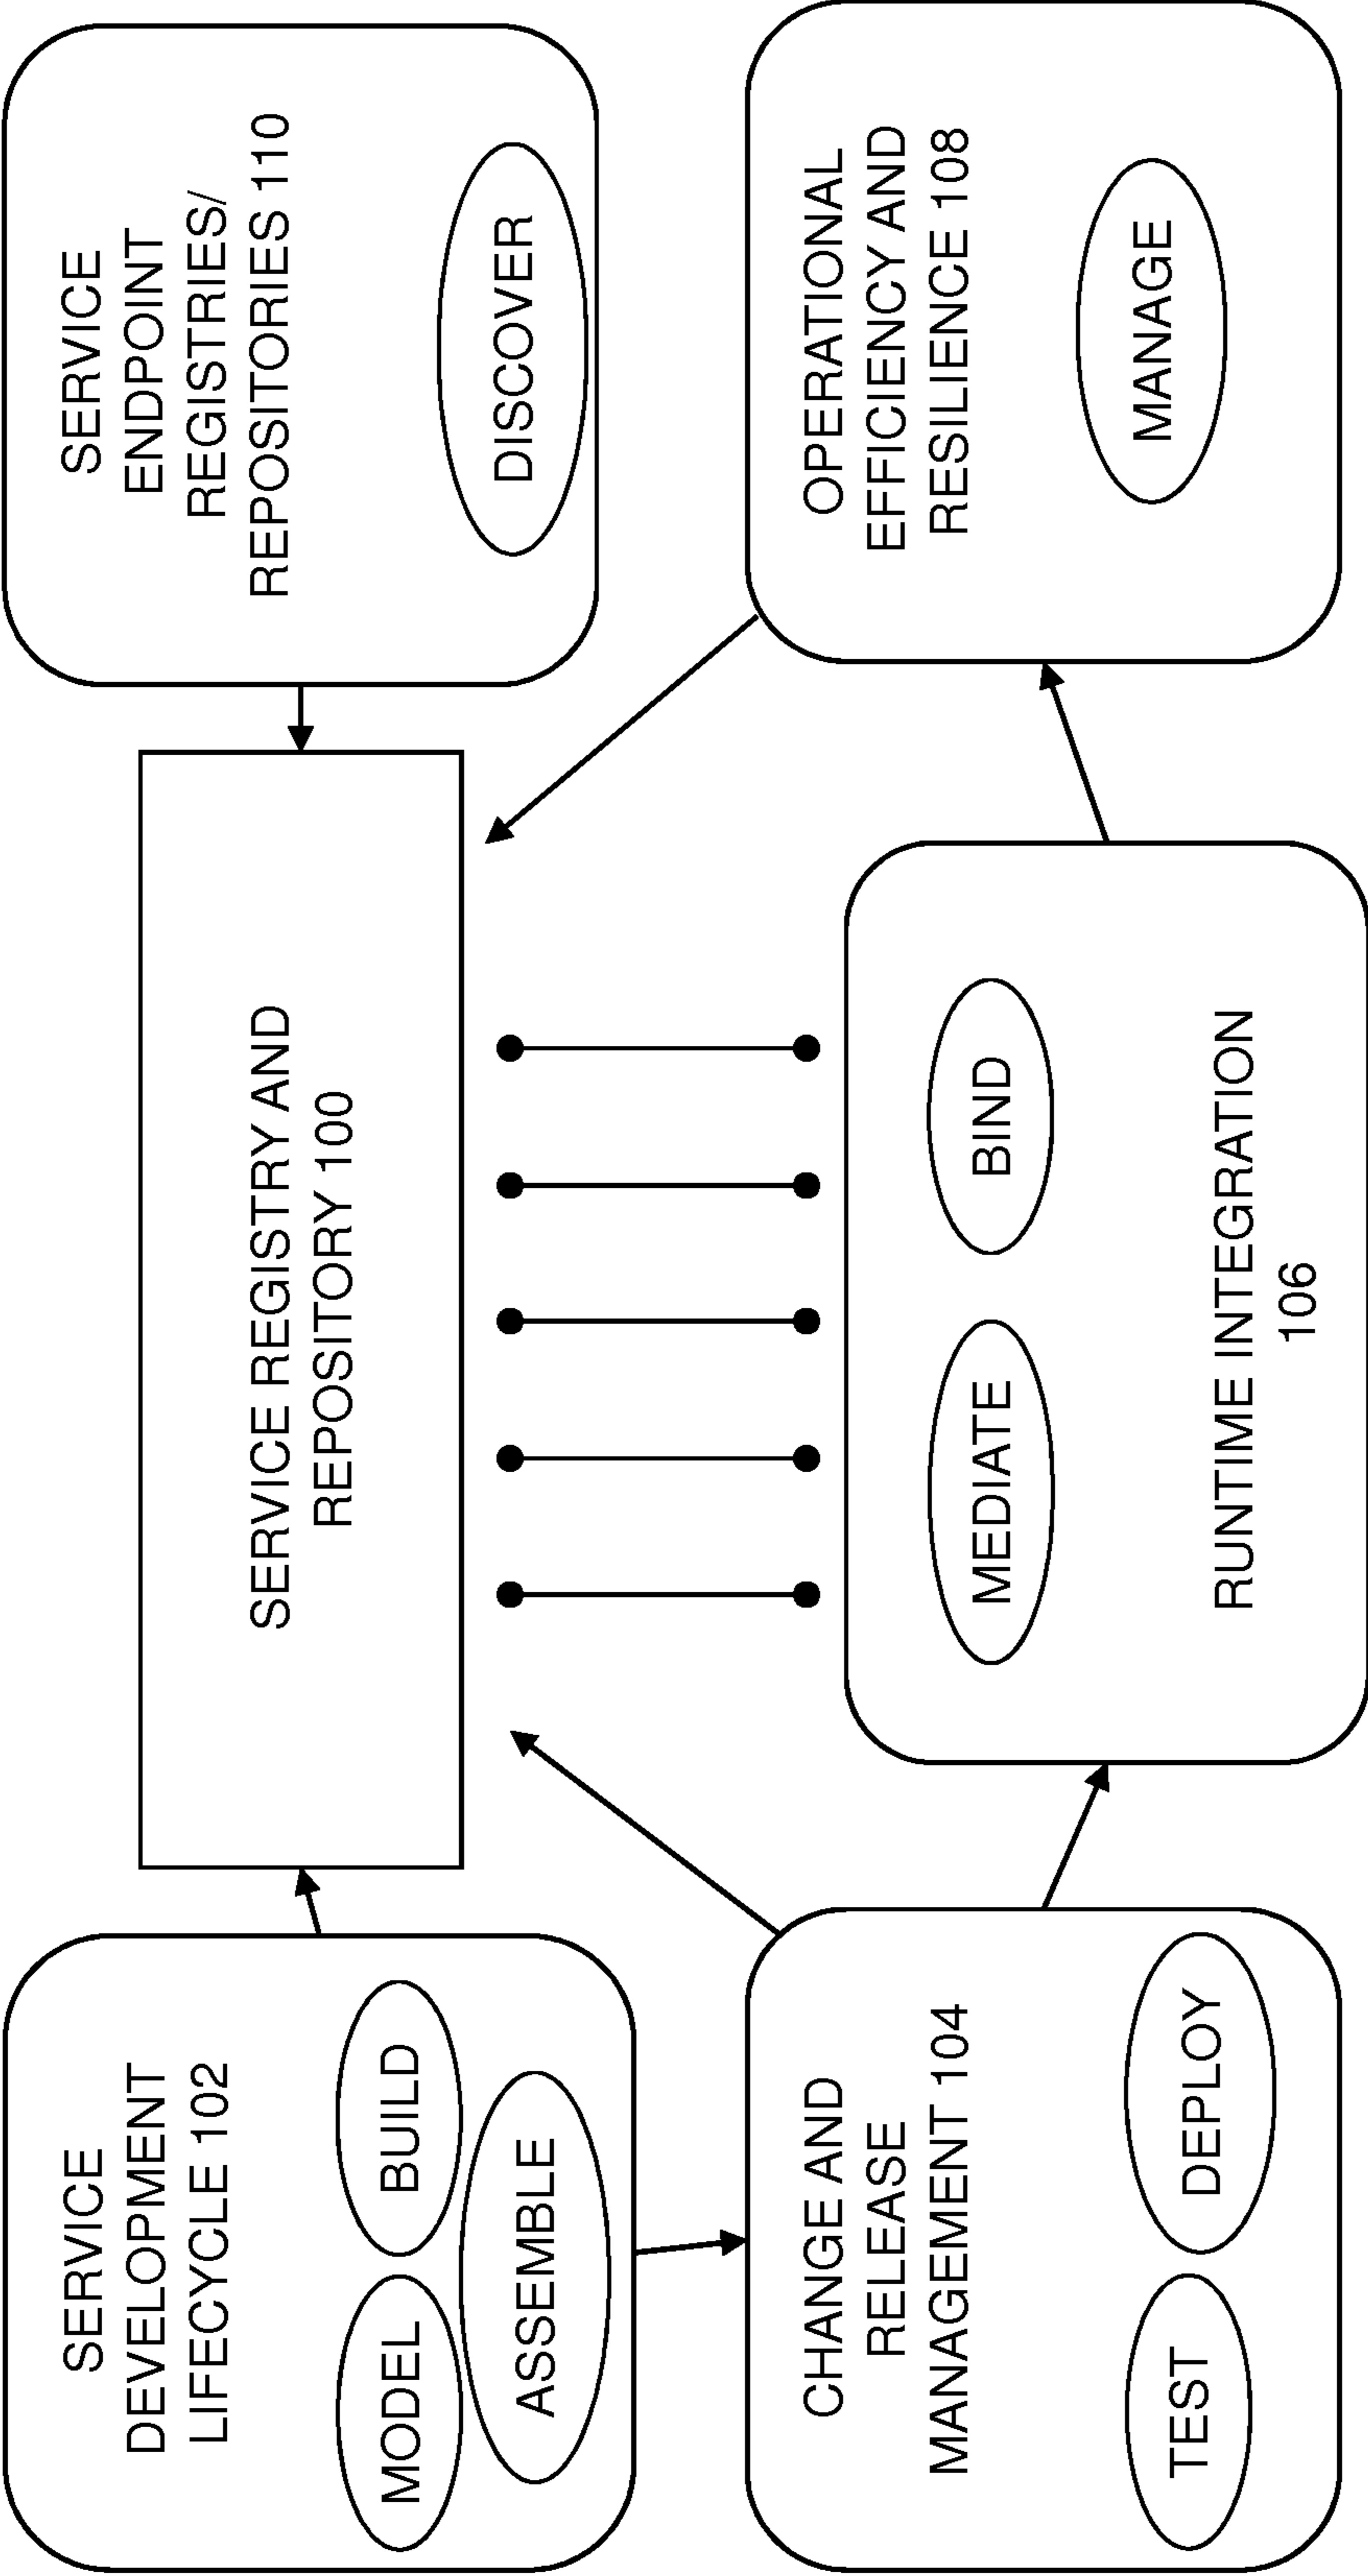 SERVICE
DEVELOPMENT
LIFECYCLE 102
MODEL
BUILD
ASSEMBLE
SERVICE REGISTRY AND
REPOSITORY 100
SERVICE
ENDPOINT
REGISTRIES/
REPOSITORIES 110
DISCOVER
CHANGE AND
RELEASE
MANAGEMENT 104
TEST
DEPLOY
MEDIATE
BIND
RUNTIME INTEGRATION
106
OPERATIONAL
EFFICIENCY AND
RESILIENCE 108
MANAGE